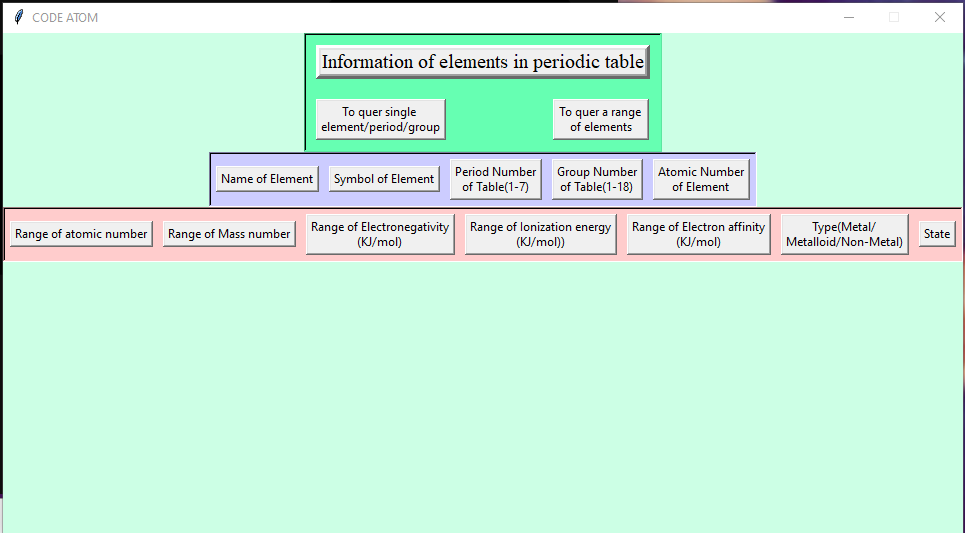 CODE ATOM
Information of elements in periodic table
To quer single
element/period/group
To quer a range
of elements
Name of Element
Symbol of Element
Period Number
of Table(1-7)
Group Number
of Table(1-18)
Atomic Number
of Element
Range of atomic number
Range of Mass number
Range of Electronegativity
(KJ/mol)
Range of Ionization energy
(KJ/mol))
Range of Electron affinity
(KJ/mol)
Type(Metal/
Metalloid/Non-Metal)
State